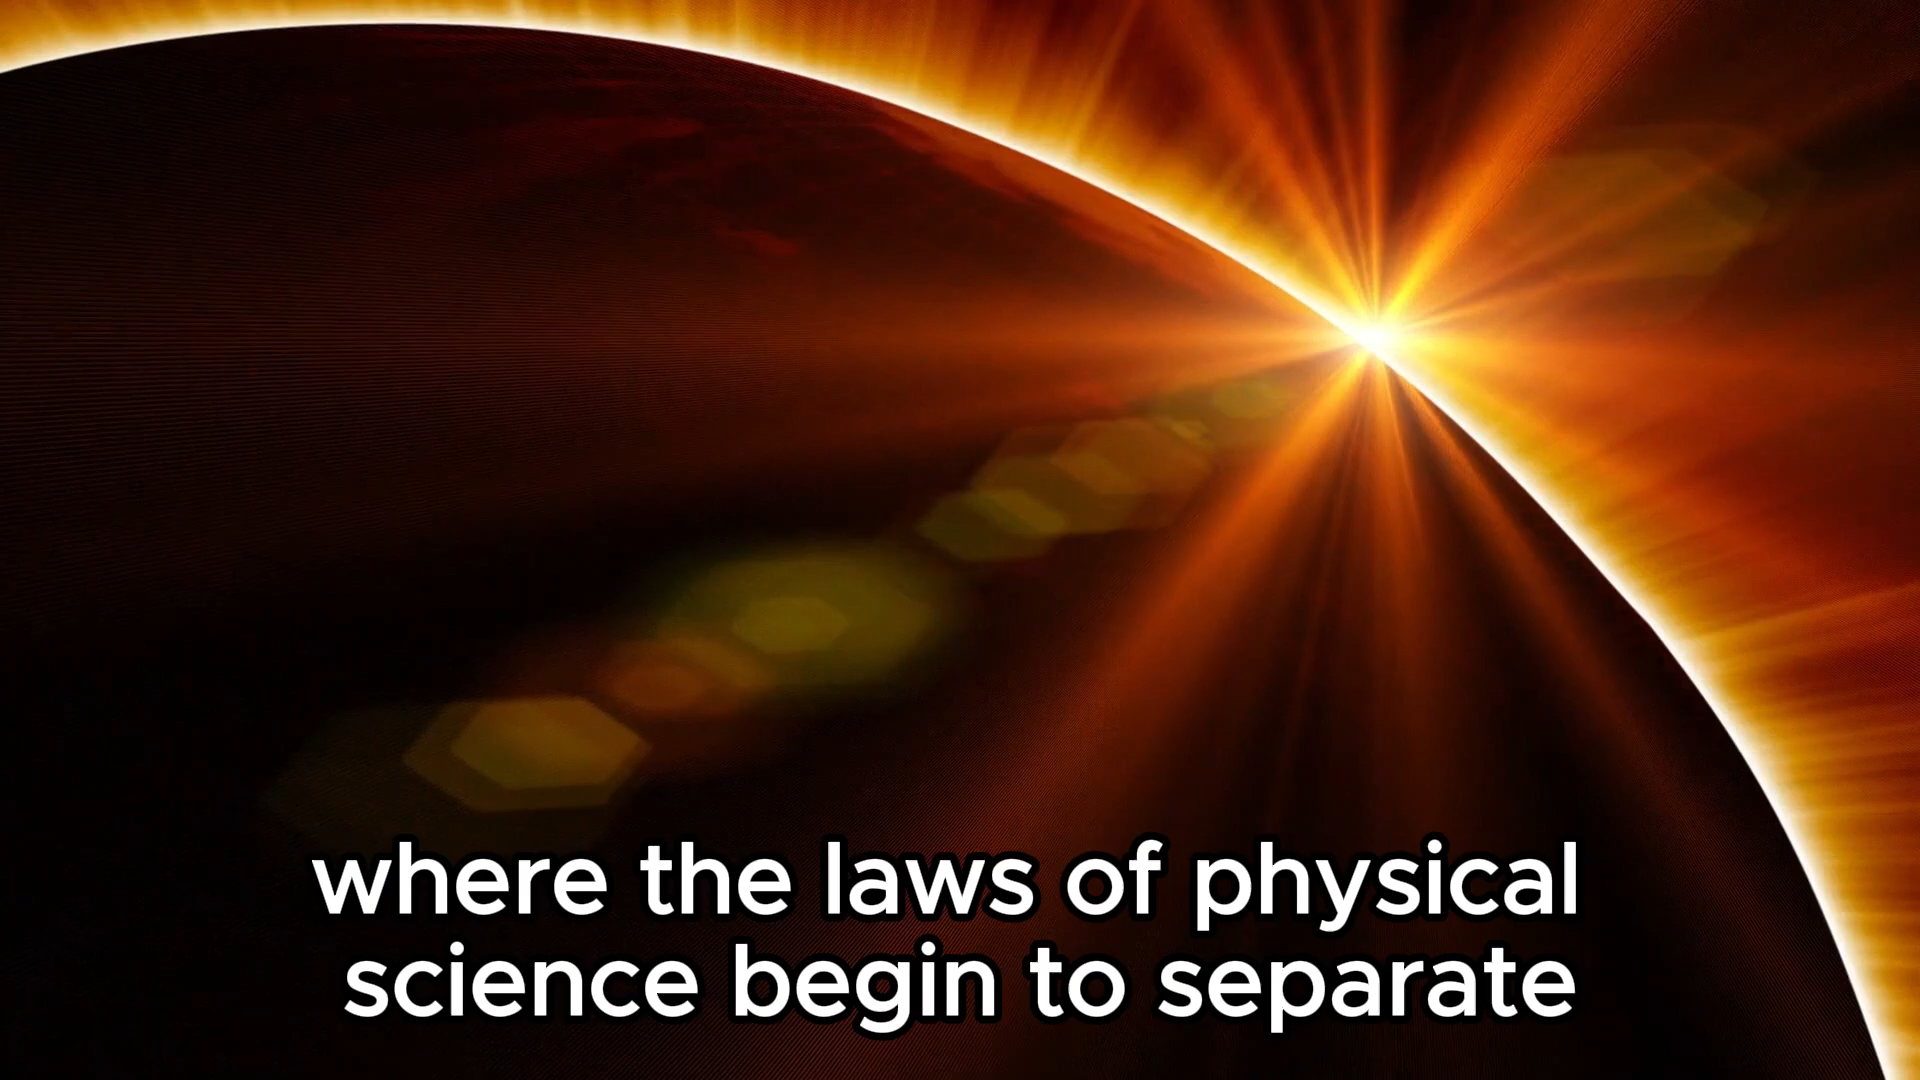 where the laws of physical
science begin to separate